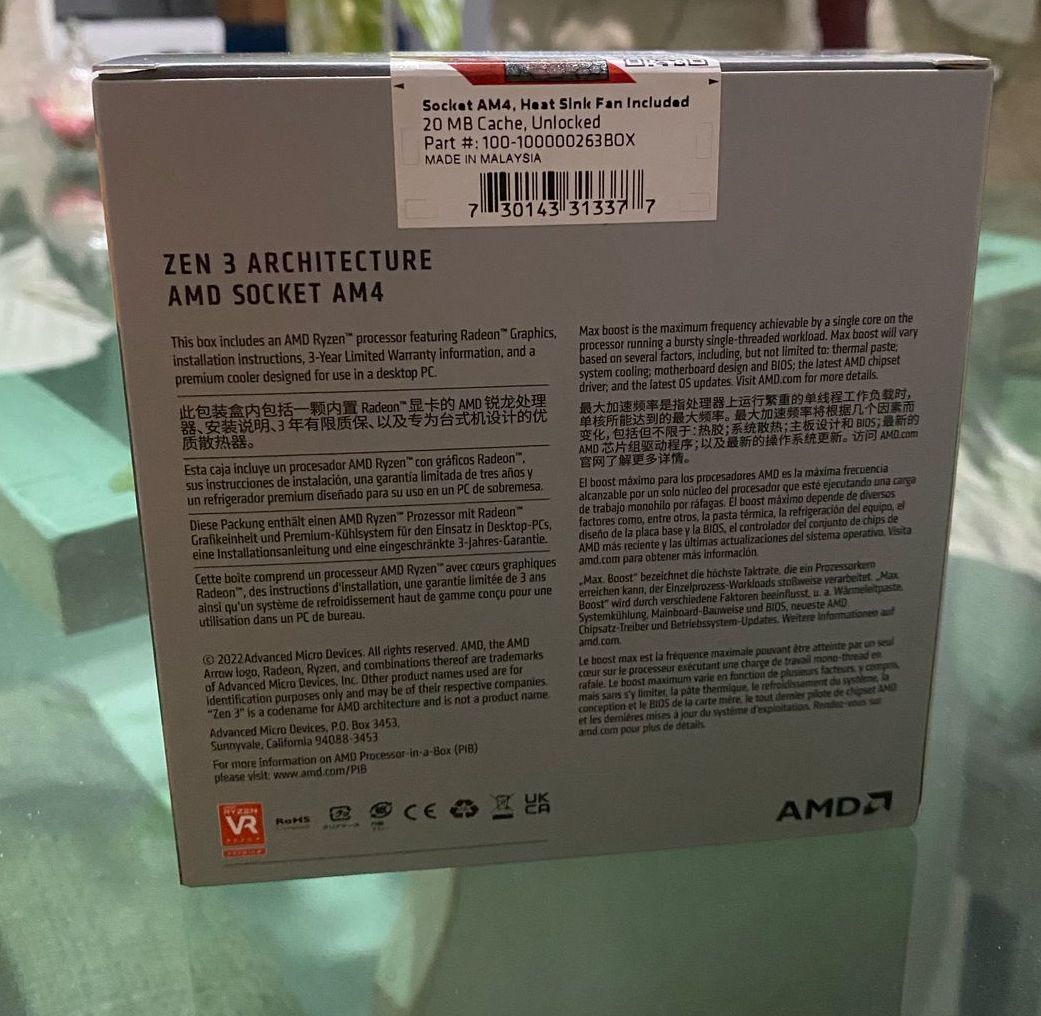 Socket AM4, Heat Sink Fan Included
20 MB Cache, Unlocked
Part #: 100-100000263BOX
MADE IN MALAYSIA
7 30143 31337 7
ZEN 3 ARCHITECTURE
AMD SOCKET AM4
This box includes an AMD Ryzen™ processor featuring Radeon™ Graphics,
installation instructions, 3-Year Limited Warranty information, and a
premium cooler designed for use in a desktop PC.
此包装盒内包括一颗内置 Radeon™ 显卡的 AMD 锐龙处理
器、安装说明、3 年有限质保、以及专为台式机设计的优
质散热器。
Esta caja incluye un procesador AMD Ryzen™ con gráficos Radeon™,
sus instrucciones de instalación, una garantía limitada de tres años y
un refrigerador premium diseñado para su uso en un PC de sobremesa.
Diese Packung enthält einen AMD Ryzen™ Prozessor mit Radeon™
Grafikeinheit und Premium-Kühlsystem für den Einsatz in Desktop-PCs,
eine Installationsanleitung und eine eingeschränkte 3-Jahres-Garantie.
Cette boîte comprend un processeur AMD Ryzen™ avec cœurs graphiques
Radeon™, des instructions d'installation, une garantie limitée de 3 ans
ainsi qu'un système de refroidissement haut de gamme conçu pour une
utilisation dans un PC de bureau.
© 2022 Advanced Micro Devices. All rights reserved. AMD, the AMD
Arrow logo, Radeon, Ryzen, and combinations thereof are trademarks
of Advanced Micro Devices, Inc. Other product names used are for
identification purposes only and may be of their respective companies.
"Zen 3" is a codename for AMD architecture and is not a product name.
Advanced Micro Devices, P.O. Box 3453,
Sunnyvale, California 94088-3453
For more information on AMD Processor-in-a-Box (PIB)
please visit: www.amd.com/PIB
RYZEN
VR
PREMIUM
RoHS
CE
UK
CA
Max boost is the maximum frequency achievable by a single core on the
processor running a bursty single-threaded workload. Max boost will vary
based on several factors, including, but not limited to: thermal paste;
system cooling; motherboard design and BIOS; the latest AMD chipset
driver; and the latest OS updates. Visit AMD.com for more details.
最大加速频率是指处理器上运行繁重的单线程工作负载时，
单核所能达到的最大频率。最大加速频率将根据几个因素而
变化，包括但不限于：热胶；系统散热；主板设计和 BIOS；最新的
AMD 芯片组驱动程序；以及最新的操作系统更新。访问 AMD.com
官网了解更多详情。
El boost máximo para los procesadores AMD es la máxima frecuencia
alcanzable por un solo núcleo del procesador que esté ejecutando una carga
de trabajo monohilo por ráfagas. El boost máximo depende de diversos
factores como, entre otros, la pasta térmica, la refrigeración del equipo, el
diseño de la placa base y la BIOS, el controlador del conjunto de chips de
AMD más reciente y las últimas actualizaciones del sistema operativo. Visita
amd.com para obtener más información.
„Max. Boost" bezeichnet die höchste Taktrate, die ein Prozessorkern
erreichen kann, der Einzelprozess-Workloads stoßweise verarbeitet. „Max.
Boost" wird durch verschiedene Faktoren beeinflusst, u. a. Wärmeleitpaste,
Systemkühlung, Mainboard-Bauweise und BIOS, neueste AMD
Chipsatz-Treiber und Betriebssystem-Updates. Weitere Informationen auf
amd.com.
Le boost max est la fréquence maximale pouvant être atteinte par un seul
cœur sur le processeur exécutant une charge de travail mono-thread en
rafale. Le boost maximum varie en fonction de plusieurs facteurs, y compris,
mais sans s'y limiter, la pâte thermique, le refroidissement du système, la
conception et le BIOS de la carte mère, le tout dernier pilote de chipset AMD
et les dernières mises à jour du système d'exploitation. Rendez-vous sur
amd.com pour plus de détails.
AMD